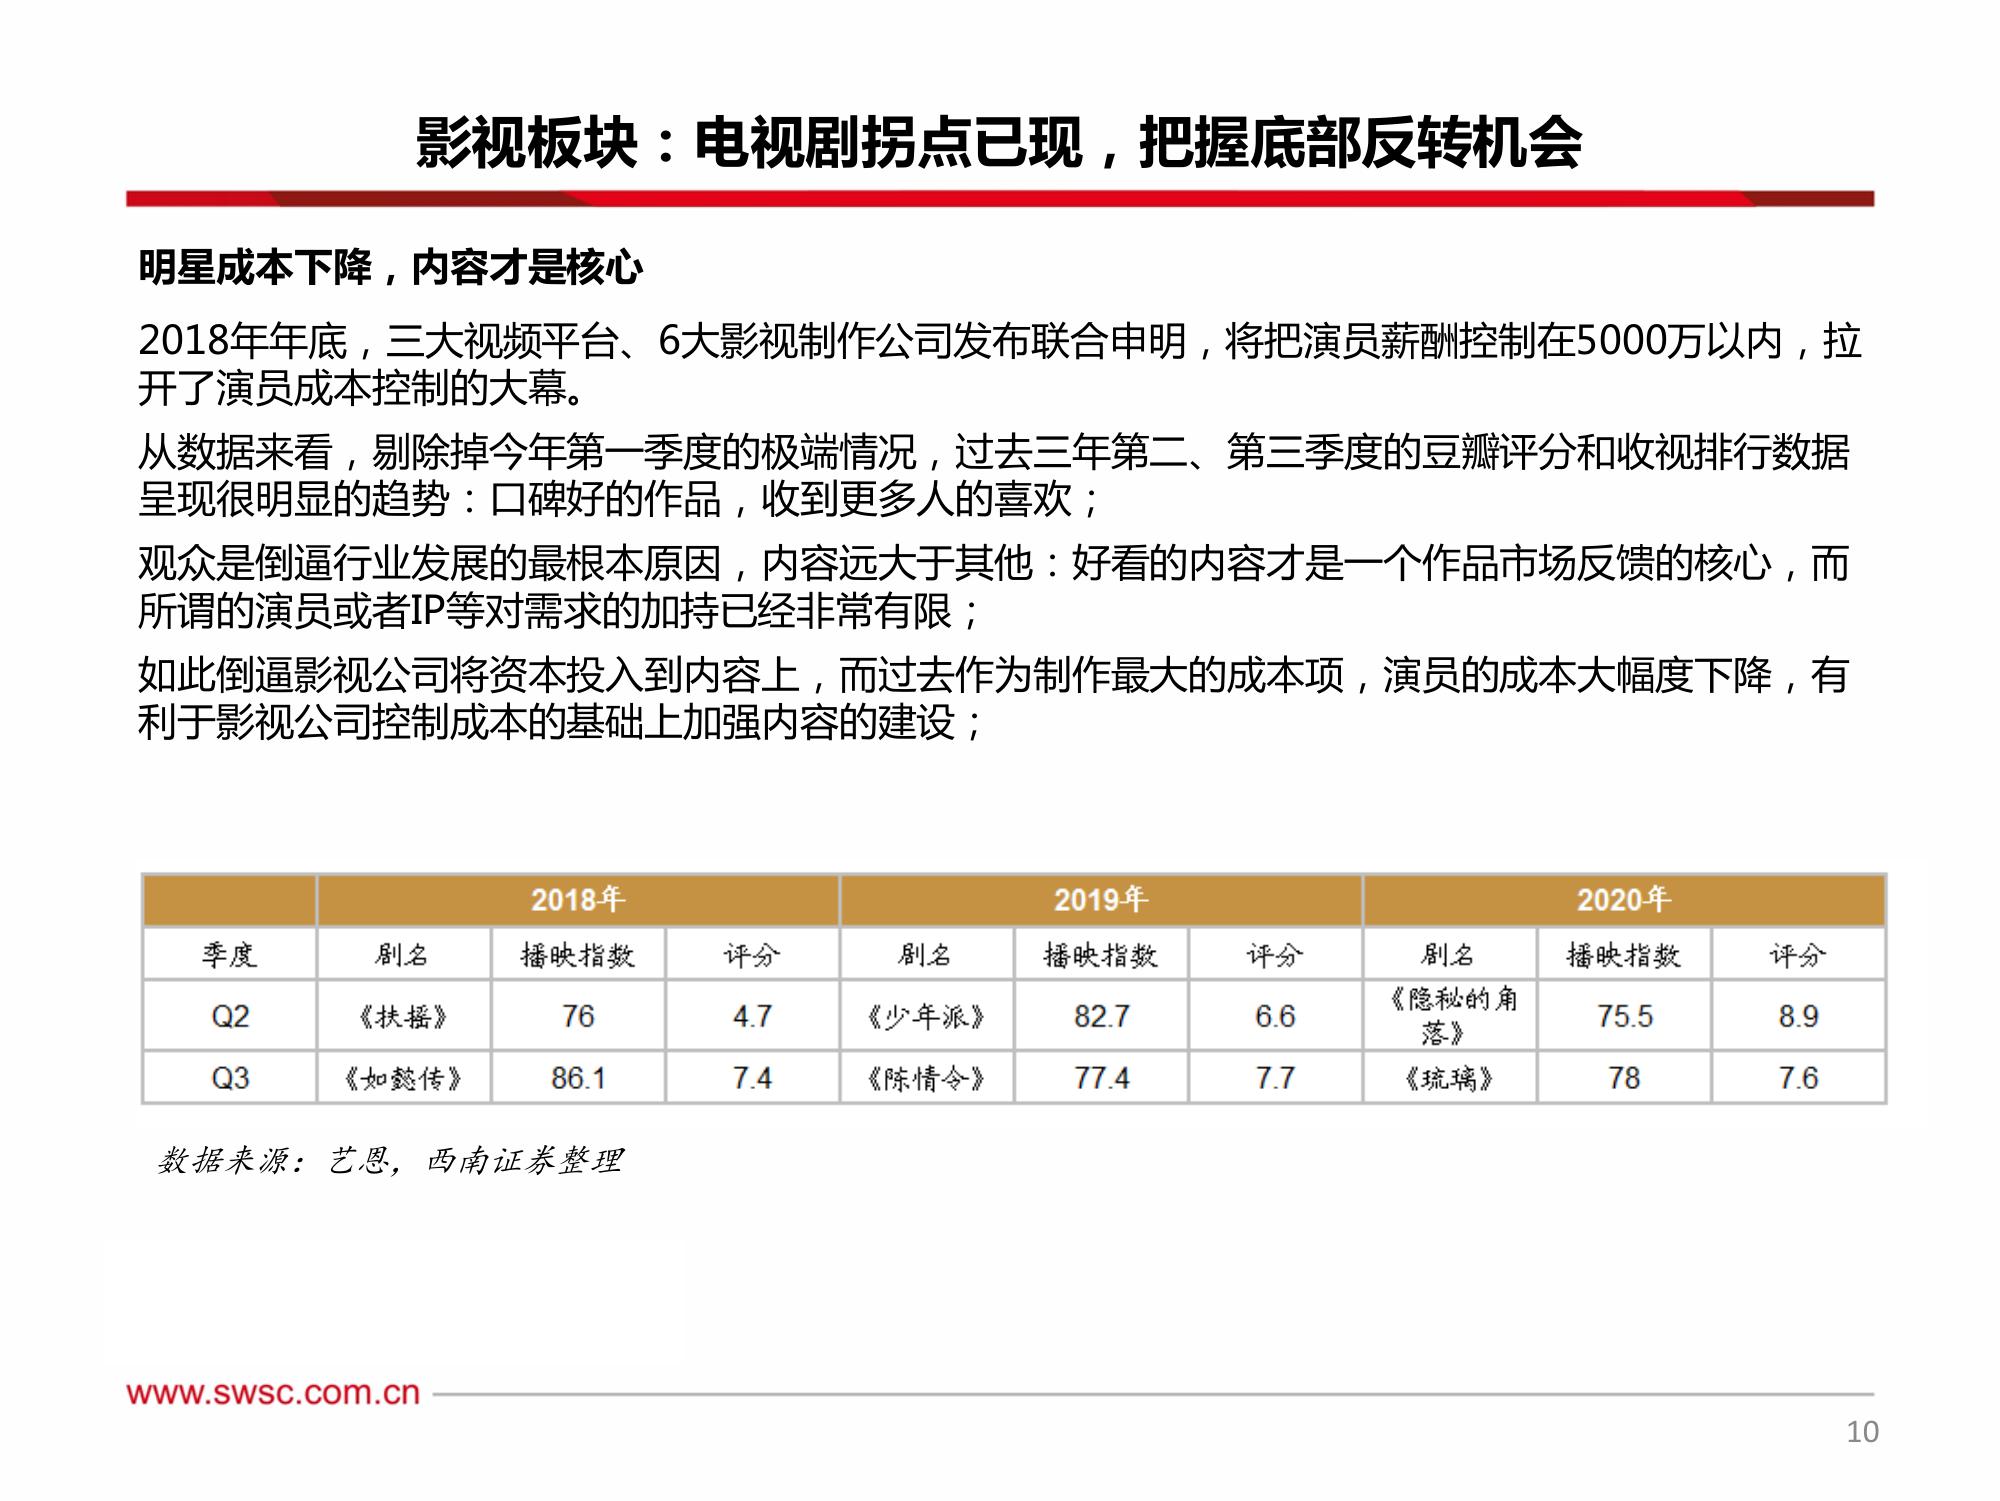 影视板块：电视剧拐点已现，把握底部反转机会
明星成本下降，内容才是核心
2018年年底，三大视频平台、6大影视制作公司发布联合申明，将把演员薪酬控制在5000万以内，拉
开了演员成本控制的大幕。
从数据来看，剔除掉今年第一季度的极端情况，过去三年第二、第三季度的豆瓣评分和收视排行数据
呈现很明显的趋势：口碑好的作品，收到更多人的喜欢；
观众是倒逼行业发展的最根本原因，内容远大于其他：好看的内容才是一个作品市场反馈的核心，而
所谓的演员或者IP等对需求的加持已经非常有限；
如此倒逼影视公司将资本投入到内容上，而过去作为制作最大的成本项，演员的成本大幅度下降，有
利于影视公司控制成本的基础上加强内容的建设；
2018年 2019年 2020年
季度 剧名 播映指数 评分 剧名 播映指数 评分 剧名 播映指数 评分
Q2 《扶摇》 76 4.7 《少年派》 82.7 6.6 《隐秘的角
落》 75.5 8.9
Q3 《如懿传》 86.1 7.4 《陈情令》 77.4 7.7 《琉璃》 78 7.6
数据来源：艺恩，西南证券整理
www.swsc.com.cn
10